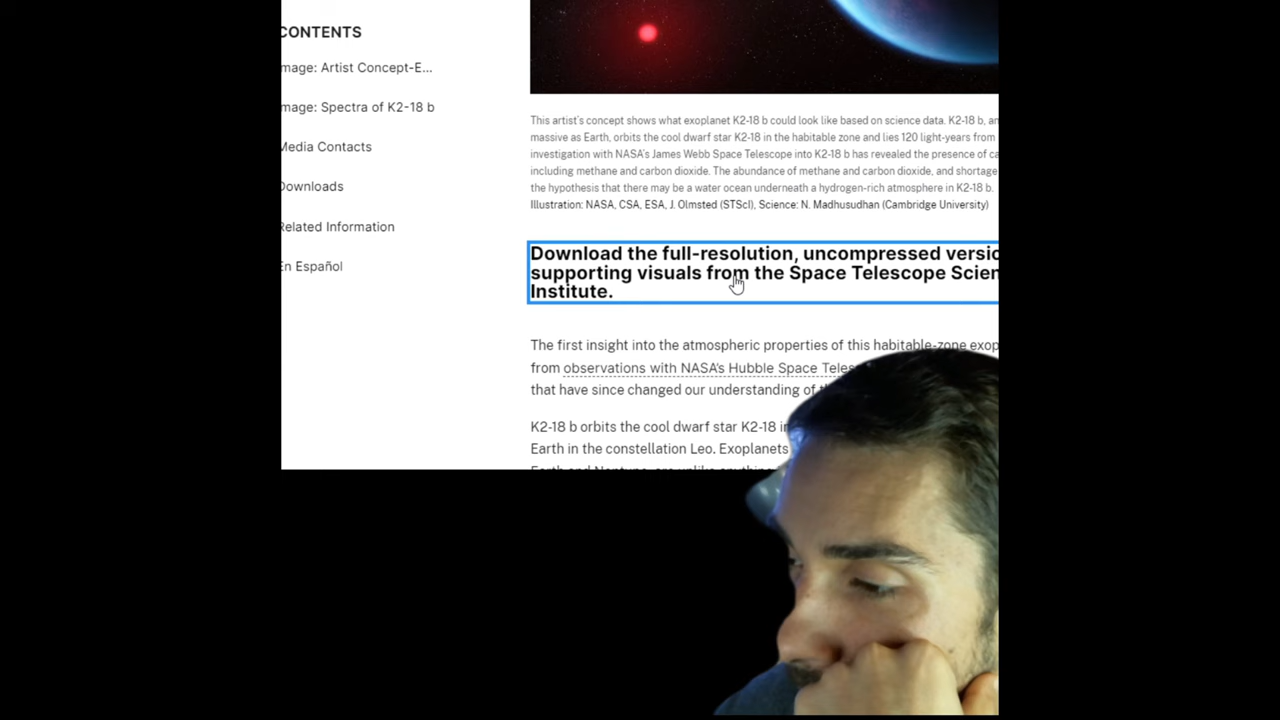 CONTENTS
mage: Artist Concept-E...
mage: Spectra of K2-18 b
Media Contacts
Downloads
Related Information
En Español
This artist's concept shows what exoplanet K2-18 b could look like based on science data. K2-18 b, an
massive as Earth, orbits the cool dwarf star K2-18 in the habitable zone and lies 120 light-years from
investigation with NASA's James Webb Space Telescope into K2-18 b has revealed the presence of ca
including methane and carbon dioxide. The abundance of methane and carbon dioxide, and shortage
the hypothesis that there may be a water ocean underneath a hydrogen-rich atmosphere in K2-18 b.
Illustration: NASA, CSA, ESA, J. Olmsted (STScI), Science: N. Madhusudhan (Cambridge University)
Download the full-resolution, uncompressed versio
supporting visuals from the Space Telescope Scien
Institute.
The first insight into the atmospheric properties of this habitable-zone exop
from observations with NASA's Hubble Space Teles
that have since changed our understanding of
K2-18 b orbits the cool dwarf star K2-18 in
Earth in the constellation Leo. Exoplanets
Earth and Neptune, are unlike anything